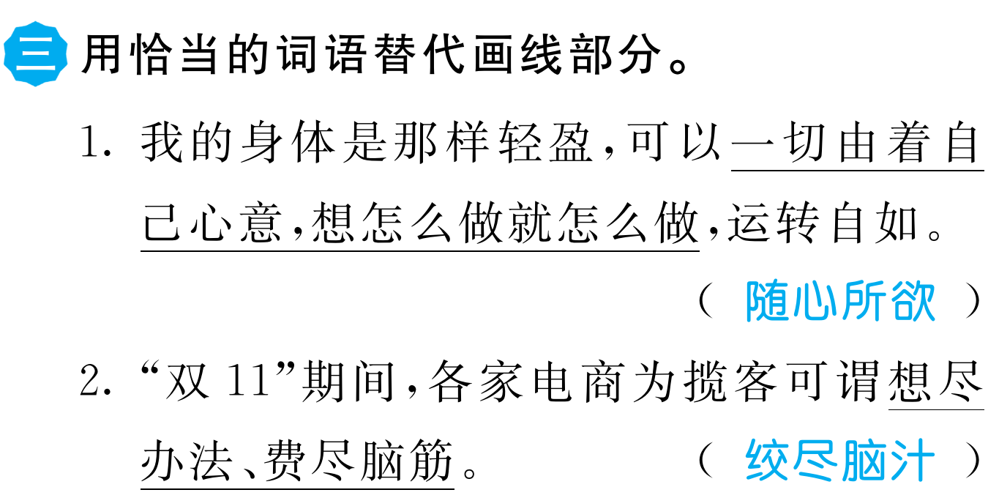 三 用恰当的词语替代画线部分。
1. 我的身体是那样轻盈,可以一切由着自
己心意,想怎么做就怎么做,运转自如。
( 随心所欲 )
2. “双 11”期间,各家电商为揽客可谓想尽
办法、费尽脑筋。 ( 绞尽脑汁 )